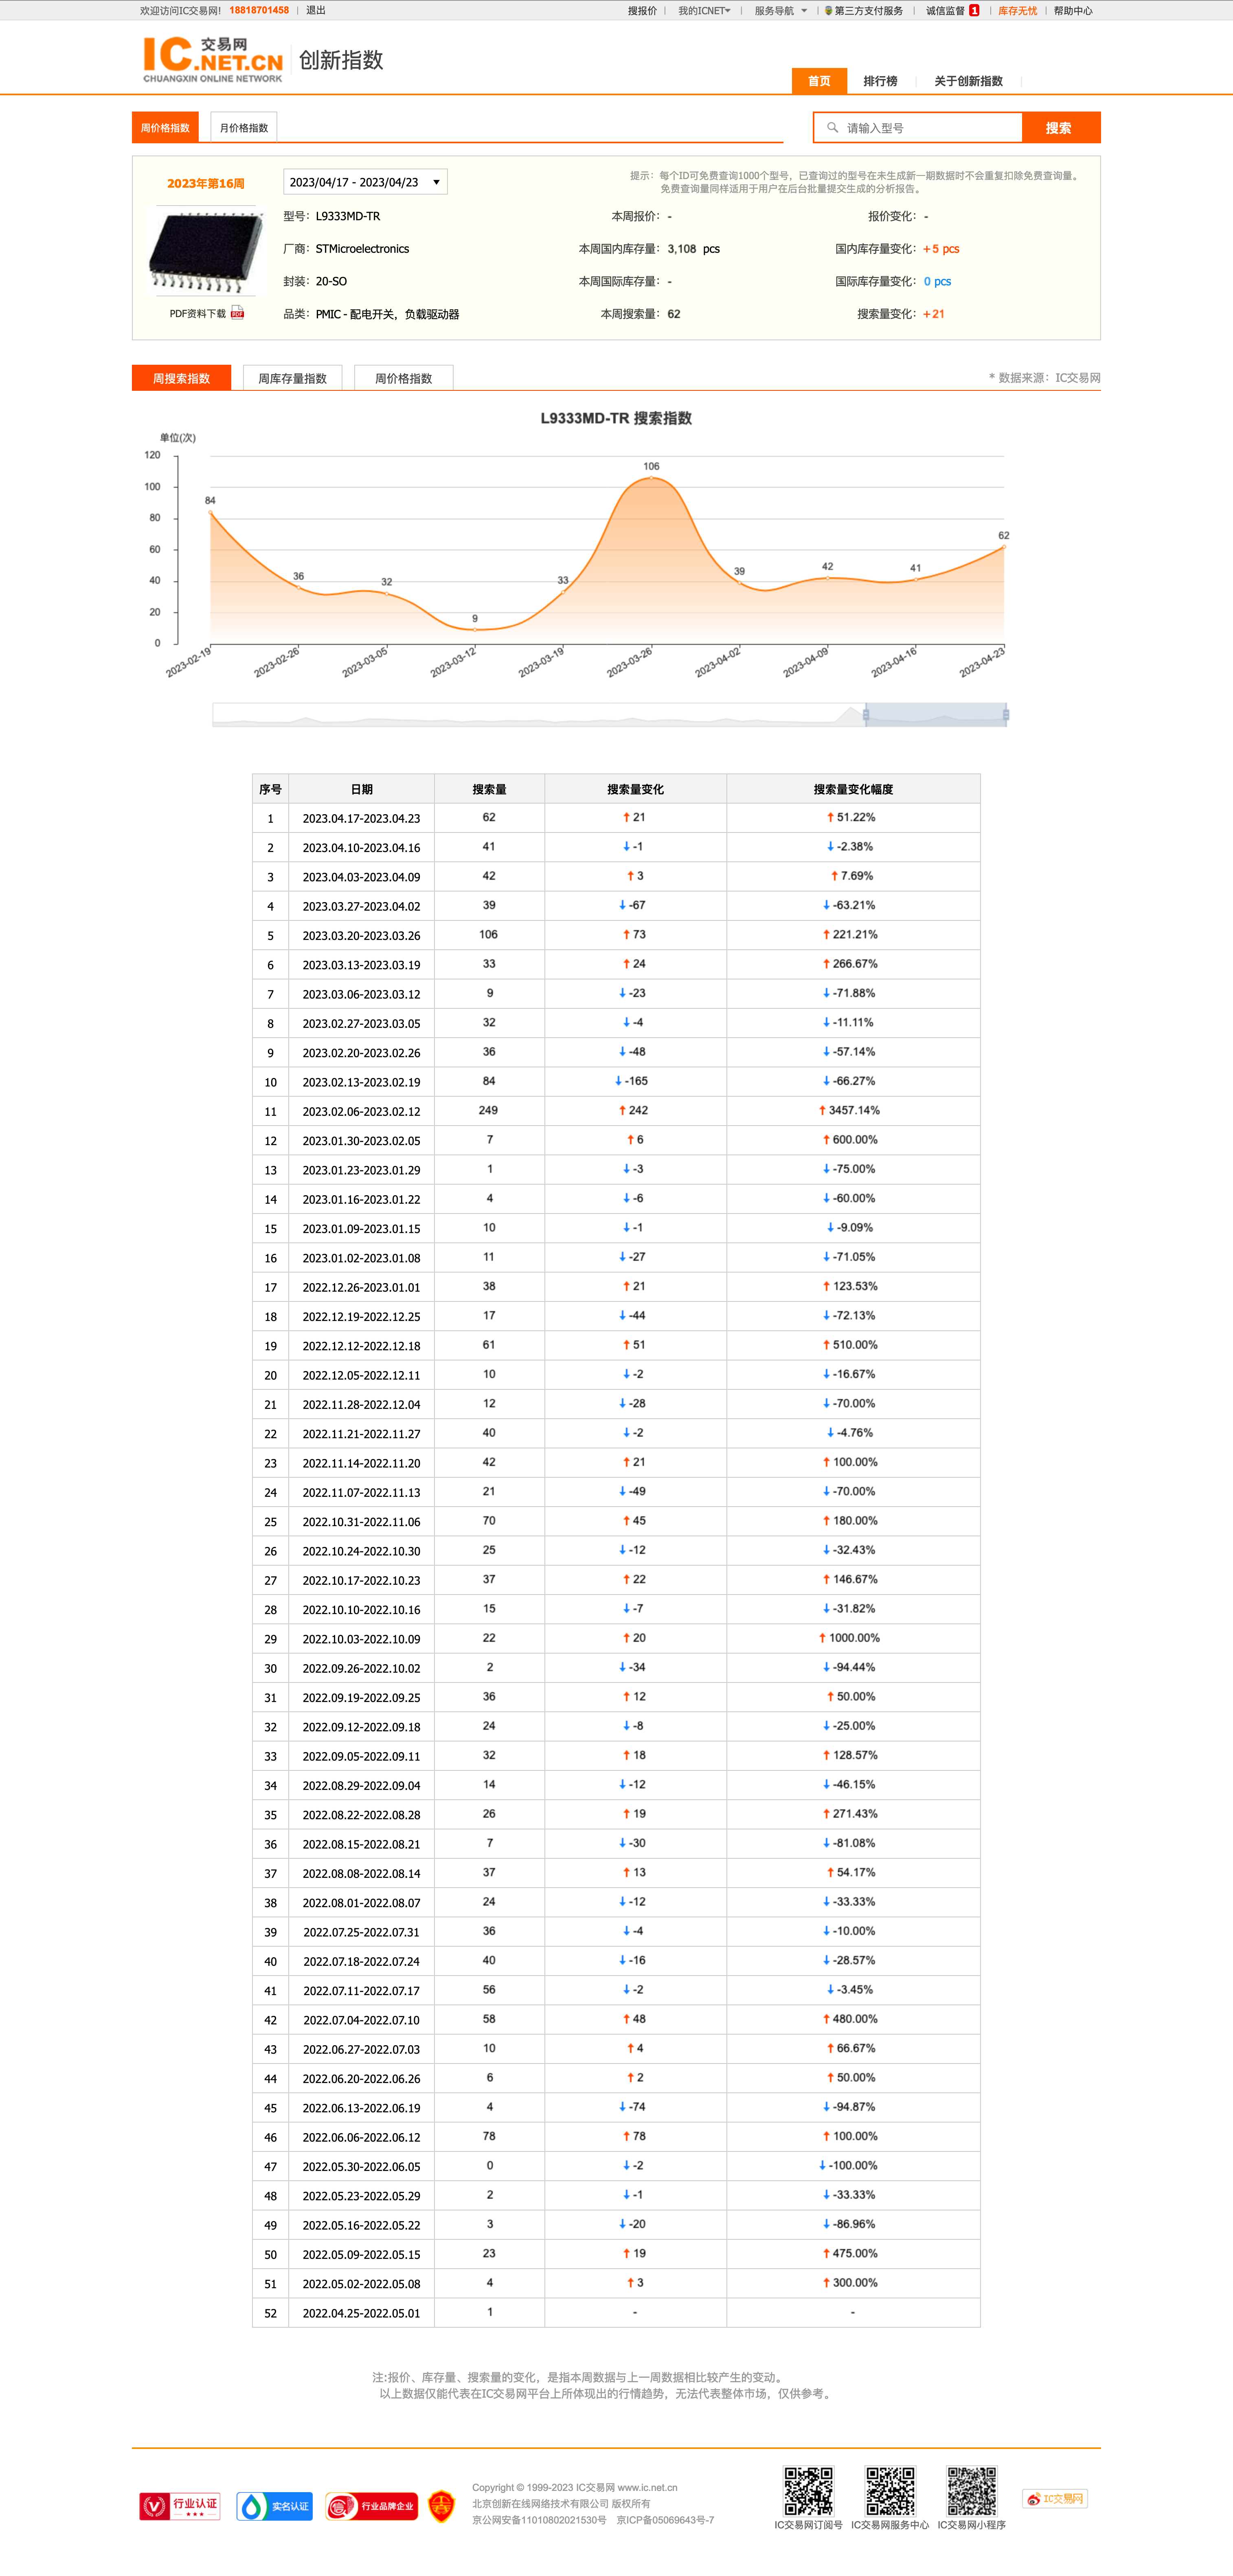 欢迎访问IC交易网! 18818701458 | 退出 搜报价 | 我的ICNET | 服务导航 | 第三方支付服务 | 诚信监督 1 | 库存无忧 | 帮助中心
IC 交易网 .NET.CN
CHUANGXIN ONLINE NETWORK
创新指数
首页 排行榜 关于创新指数
周价格指数 月价格指数 请输入型号 搜索
2023年第16周 2023/04/17 - 2023/04/23
提示：每个ID可免费查询1000个型号，已查询过的型号在未生成新一期数据时不会重复扣除免费查询量。
免费查询量同样适用于用户在后台批量提交生成的分析报告。
型号：L9333MD-TR 本周报价：- 报价变化：-
厂商：STMicroelectronics 本周国内库存量：3,108 pcs 国内库存量变化：+5 pcs
封装：20-SO 本周国际库存量：- 国际库存量变化：0 pcs
PDF资料下载 PDF 品类：PMIC - 配电开关，负载驱动器 本周搜索量：62 搜索量变化：+21
周搜索指数 周库存量指数 周价格指数 * 数据来源：IC交易网
L9333MD-TR 搜索指数
单位(次)
120
100
80
60
40
20
0
84 36 32 9 33 106 39 42 41 62
2023-02-19 2023-02-26 2023-03-05 2023-03-12 2023-03-19 2023-03-26 2023-04-02 2023-04-09 2023-04-16 2023-04-23
序号 日期 搜索量 搜索量变化 搜索量变化幅度
1 2023.04.17-2023.04.23 62 ↑ 21 ↑ 51.22%
2 2023.04.10-2023.04.16 41 ↓ -1 ↓ -2.38%
3 2023.04.03-2023.04.09 42 ↑ 3 ↑ 7.69%
4 2023.03.27-2023.04.02 39 ↓ -67 ↓ -63.21%
5 2023.03.20-2023.03.26 106 ↑ 73 ↑ 221.21%
6 2023.03.13-2023.03.19 33 ↑ 24 ↑ 266.67%
7 2023.03.06-2023.03.12 9 ↓ -23 ↓ -71.88%
8 2023.02.27-2023.03.05 32 ↓ -4 ↓ -11.11%
9 2023.02.20-2023.02.26 36 ↓ -48 ↓ -57.14%
10 2023.02.13-2023.02.19 84 ↓ -165 ↓ -66.27%
11 2023.02.06-2023.02.12 249 ↑ 242 ↑ 3457.14%
12 2023.01.30-2023.02.05 7 ↑ 6 ↑ 600.00%
13 2023.01.23-2023.01.29 1 ↓ -3 ↓ -75.00%
14 2023.01.16-2023.01.22 4 ↓ -6 ↓ -60.00%
15 2023.01.09-2023.01.15 10 ↓ -1 ↓ -9.09%
16 2023.01.02-2023.01.08 11 ↓ -27 ↓ -71.05%
17 2022.12.26-2023.01.01 38 ↑ 21 ↑ 123.53%
18 2022.12.19-2022.12.25 17 ↓ -44 ↓ -72.13%
19 2022.12.12-2022.12.18 61 ↑ 51 ↑ 510.00%
20 2022.12.05-2022.12.11 10 ↓ -2 ↓ -16.67%
21 2022.11.28-2022.12.04 12 ↓ -28 ↓ -70.00%
22 2022.11.21-2022.11.27 40 ↓ -2 ↓ -4.76%
23 2022.11.14-2022.11.20 42 ↑ 21 ↑ 100.00%
24 2022.11.07-2022.11.13 21 ↓ -49 ↓ -70.00%
25 2022.10.31-2022.11.06 70 ↑ 45 ↑ 180.00%
26 2022.10.24-2022.10.30 25 ↓ -12 ↓ -32.43%
27 2022.10.17-2022.10.23 37 ↑ 22 ↑ 146.67%
28 2022.10.10-2022.10.16 15 ↓ -7 ↓ -31.82%
29 2022.10.03-2022.10.09 22 ↑ 20 ↑ 1000.00%
30 2022.09.26-2022.10.02 2 ↓ -34 ↓ -94.44%
31 2022.09.19-2022.09.25 36 ↑ 12 ↑ 50.00%
32 2022.09.12-2022.09.18 24 ↓ -8 ↓ -25.00%
33 2022.09.05-2022.09.11 32 ↑ 18 ↑ 128.57%
34 2022.08.29-2022.09.04 14 ↓ -12 ↓ -46.15%
35 2022.08.22-2022.08.28 26 ↑ 19 ↑ 271.43%
36 2022.08.15-2022.08.21 7 ↓ -30 ↓ -81.08%
37 2022.08.08-2022.08.14 37 ↑ 13 ↑ 54.17%
38 2022.08.01-2022.08.07 24 ↓ -12 ↓ -33.33%
39 2022.07.25-2022.07.31 36 ↓ -4 ↓ -10.00%
40 2022.07.18-2022.07.24 40 ↓ -16 ↓ -28.57%
41 2022.07.11-2022.07.17 56 ↓ -2 ↓ -3.45%
42 2022.07.04-2022.07.10 58 ↑ 48 ↑ 480.00%
43 2022.06.27-2022.07.03 10 ↑ 4 ↑ 66.67%
44 2022.06.20-2022.06.26 6 ↑ 2 ↑ 50.00%
45 2022.06.13-2022.06.19 4 ↓ -74 ↓ -94.87%
46 2022.06.06-2022.06.12 78 ↑ 78 ↑ 100.00%
47 2022.05.30-2022.06.05 0 ↓ -2 ↓ -100.00%
48 2022.05.23-2022.05.29 2 ↓ -1 ↓ -33.33%
49 2022.05.16-2022.05.22 3 ↓ -20 ↓ -86.96%
50 2022.05.09-2022.05.15 23 ↑ 19 ↑ 475.00%
51 2022.05.02-2022.05.08 4 ↑ 3 ↑ 300.00%
52 2022.04.25-2022.05.01 1 - -
注:报价、库存量、搜索量的变化，是指本周数据与上一周数据相比较产生的变动。
以上数据仅能代表在IC交易网平台上所体现出的行情趋势，无法代表整体市场，仅供参考。
行业认证 实名认证 行业品牌企业
Copyright © 1999-2023 IC交易网 www.ic.net.cn
北京创新在线网络技术有限公司 版权所有
京公网安备11010802021530号 京ICP备05069643号-7
IC交易网订阅号 IC交易网服务中心 IC交易网小程序
IC交易网